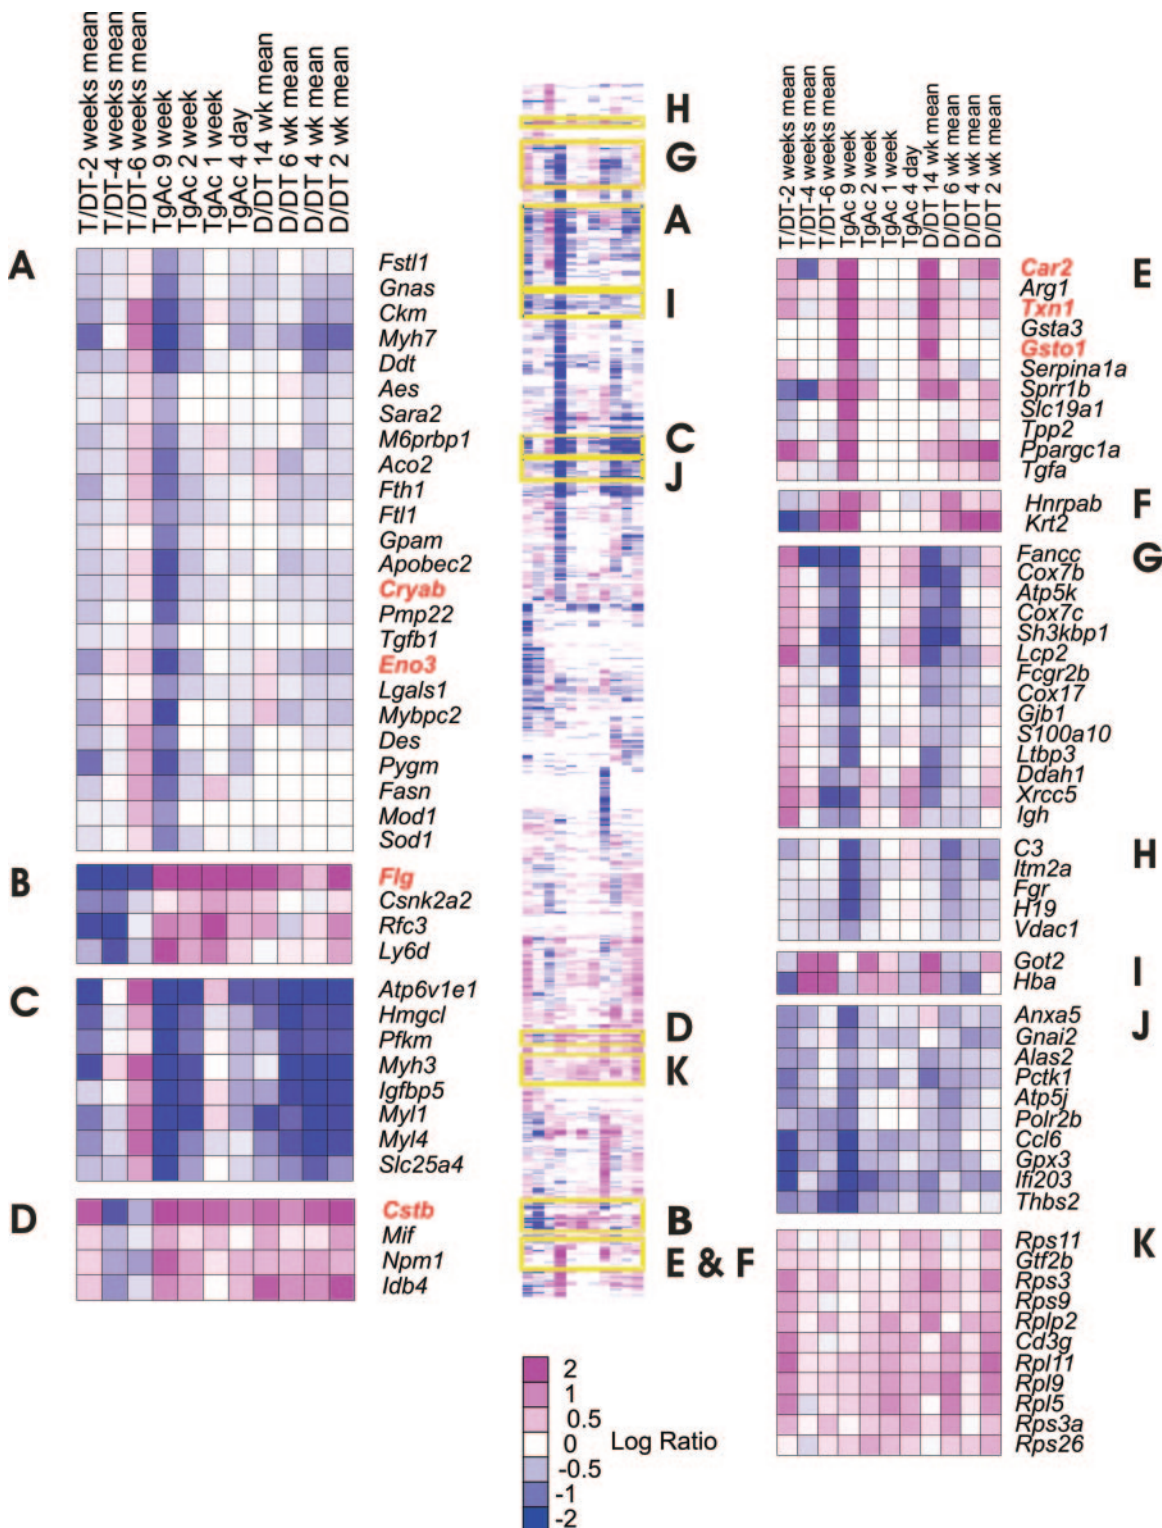 T/DT-2 weeks mean
T/DT-4 weeks mean
T/DT-6 weeks mean
TgAc 9 week
TgAc 2 week
TgAc 1 week
TgAc 4 day
D/DT 14 wk mean
D/DT 6 wk mean
D/DT 4 wk mean
D/DT 2 wk mean
A
Fstl1
Gnas
Ckm
Myh7
Ddt
Aes
Sara2
M6prbp1
Aco2
Fth1
Ftl1
Gpam
Apobec2
Cryab
Pmp22
Tgfb1
Eno3
Lgals1
Mybpc2
Des
Pygm
Fasn
Mod1
Sod1
B
Flg
Csnk2a2
Rfc3
Ly6d
C
Atp6v1e1
Hmgcl
Pfkm
Myh3
Igfbp5
Myl1
Myl4
Slc25a4
D
Cstb
Mif
Npm1
Idb4
H
G
A
I
C
J
D
K
B
E & F
2
1
0.5
0
-0.5
-1
-2
Log Ratio
T/DT-2 weeks mean
T/DT-4 weeks mean
T/DT-6 weeks mean
TgAc 9 week
TgAc 2 week
TgAc 1 week
TgAc 4 day
D/DT 14 wk mean
D/DT 6 wk mean
D/DT 4 wk mean
D/DT 2 wk mean
E
Car2
Arg1
Txn1
Gsta3
Gsto1
Serpina1a
Sprr1b
Slc19a1
Tpp2
Ppargc1a
Tgfa
F
Hnrpab
Krt2
G
Fancc
Cox7b
Atp5k
Cox7c
Sh3kbp1
Lcp2
Fcgr2b
Cox17
Gjb1
S100a10
Ltbp3
Ddah1
Xrcc5
Igh
H
C3
Itm2a
Fgr
H19
Vdac1
I
Got2
Hba
J
Anxa5
Gnai2
Alas2
Pctk1
Atp5j
Polr2b
Ccl6
Gpx3
Ifi203
Thbs2
K
Rps11
Gtf2b
Rps3
Rps9
Rplp2
Cd3g
Rpl11
Rpl9
Rpl5
Rps3a
Rps26